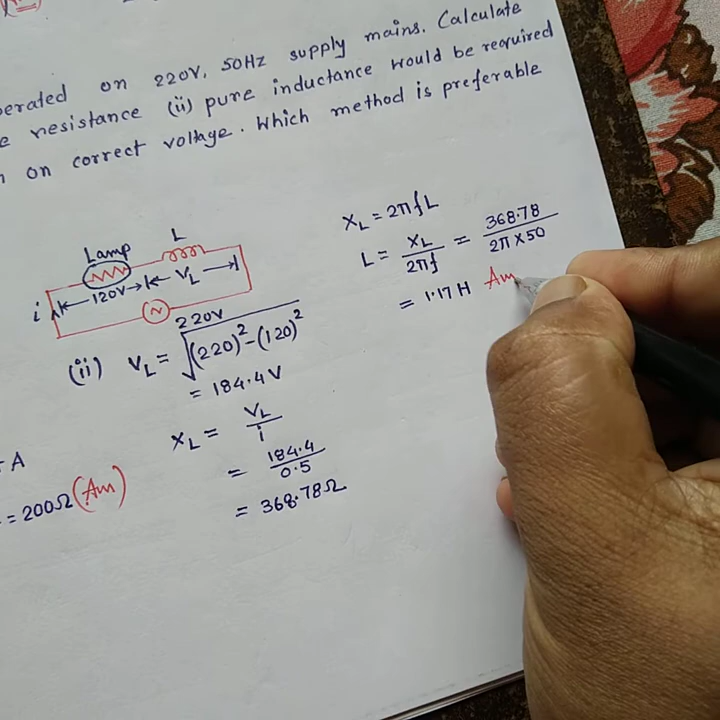 on 220V, 50Hz supply mains. Calculate
resistance (ii) pure inductance would be required
on correct voltage. Which method is preferable
Lamp L
i 120V V_L
~
220V
(ii) V_L = √(220)² - (120)²
= 184.4V
X_L = V_L / i
= 184.4 / 0.5
= 368.78Ω
A
= 200Ω (Am)
X_L = 2πfL
L = X_L / 2πf = 368.78 / 2π×50
= 1.17 H Am